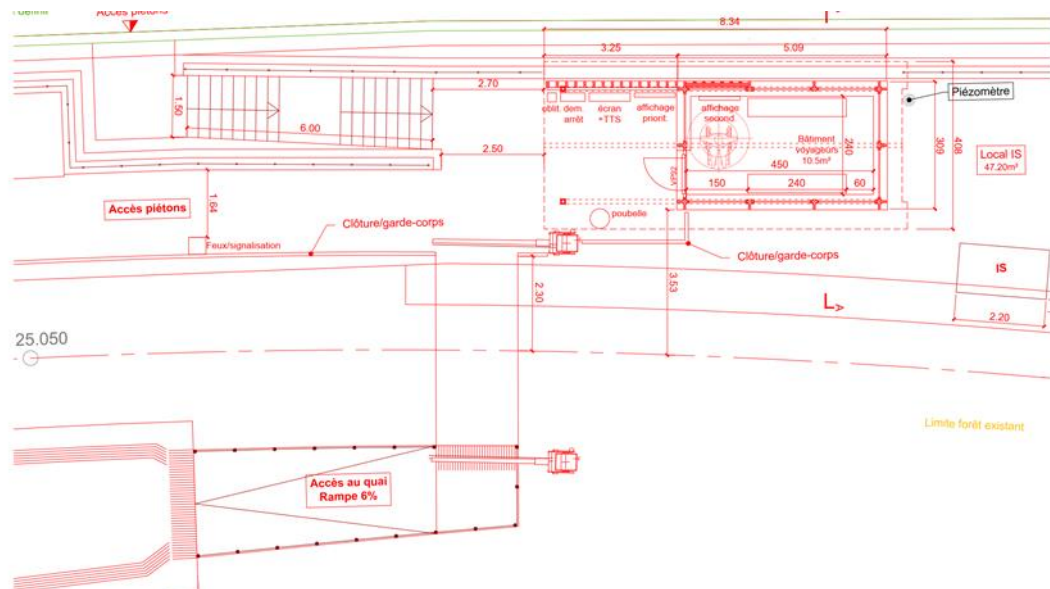 Accès piétons
8.34
3.25
5.09
2.70
1.50
6.00
2.50
oblit.
dem.
arrêt
écran
+TTS
affichage
priorit.
affichage
second.
Bâtiment
voyageurs
10.5m²
240
450
150
240
60
309
408
Piézomètre
Local IS
47.20m²
Accès piétons
1.64
Feux/signalisation
Clôture/garde-corps
poubelle
Clôture/garde-corps
2.30
3.53
IS
2.20
LA
25.050
Limite forêt existant
Accès au quai
Rampe 6%